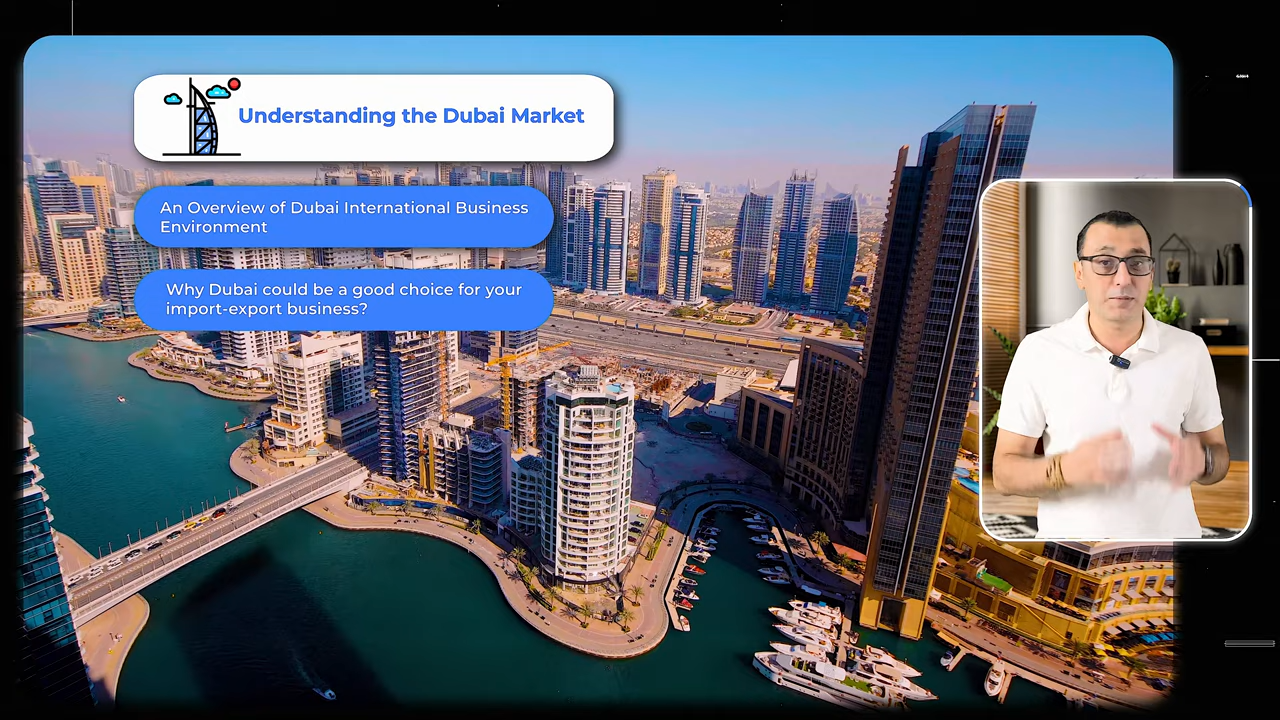 Understanding the Dubai Market
An Overview of Dubai International Business
Environment
Why Dubai could be a good choice for your
import-export business?